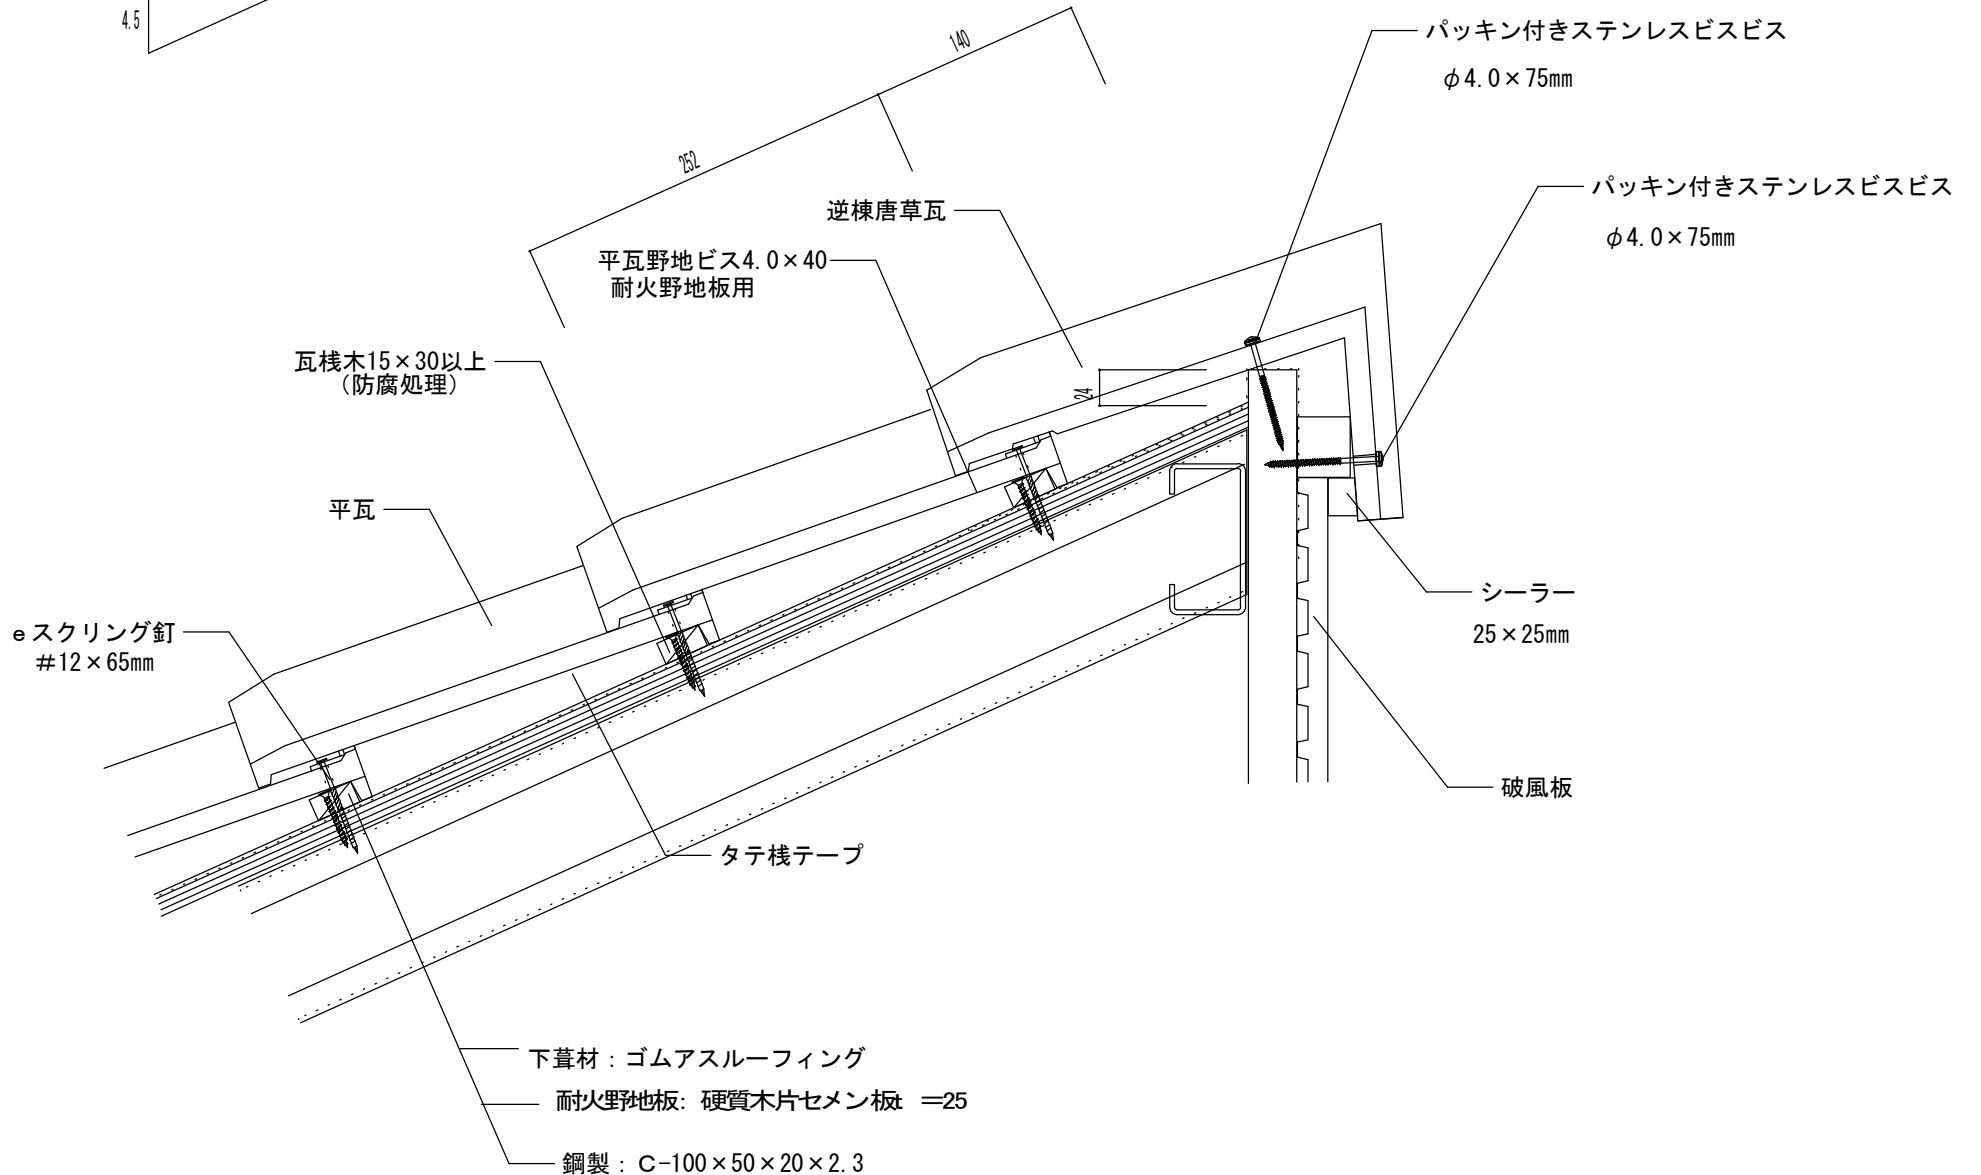 4.5
140
パッキン付きステンレスビスビス
φ4.0×75mm
252
パッキン付きステンレスビスビス
φ4.0×75mm
逆棟唐草瓦
平瓦野地ビス4.0×40
耐火野地板用
瓦桟木15×30以上
(防腐処理)
24
平瓦
シーラー
25×25mm
eスクリング釘
#12×65mm
破風板
タテ桟テープ
下葺材：ゴムアスルーフィング
耐火野地板: 硬質木片セメン板t =25
鋼製：C-100×50×20×2.3